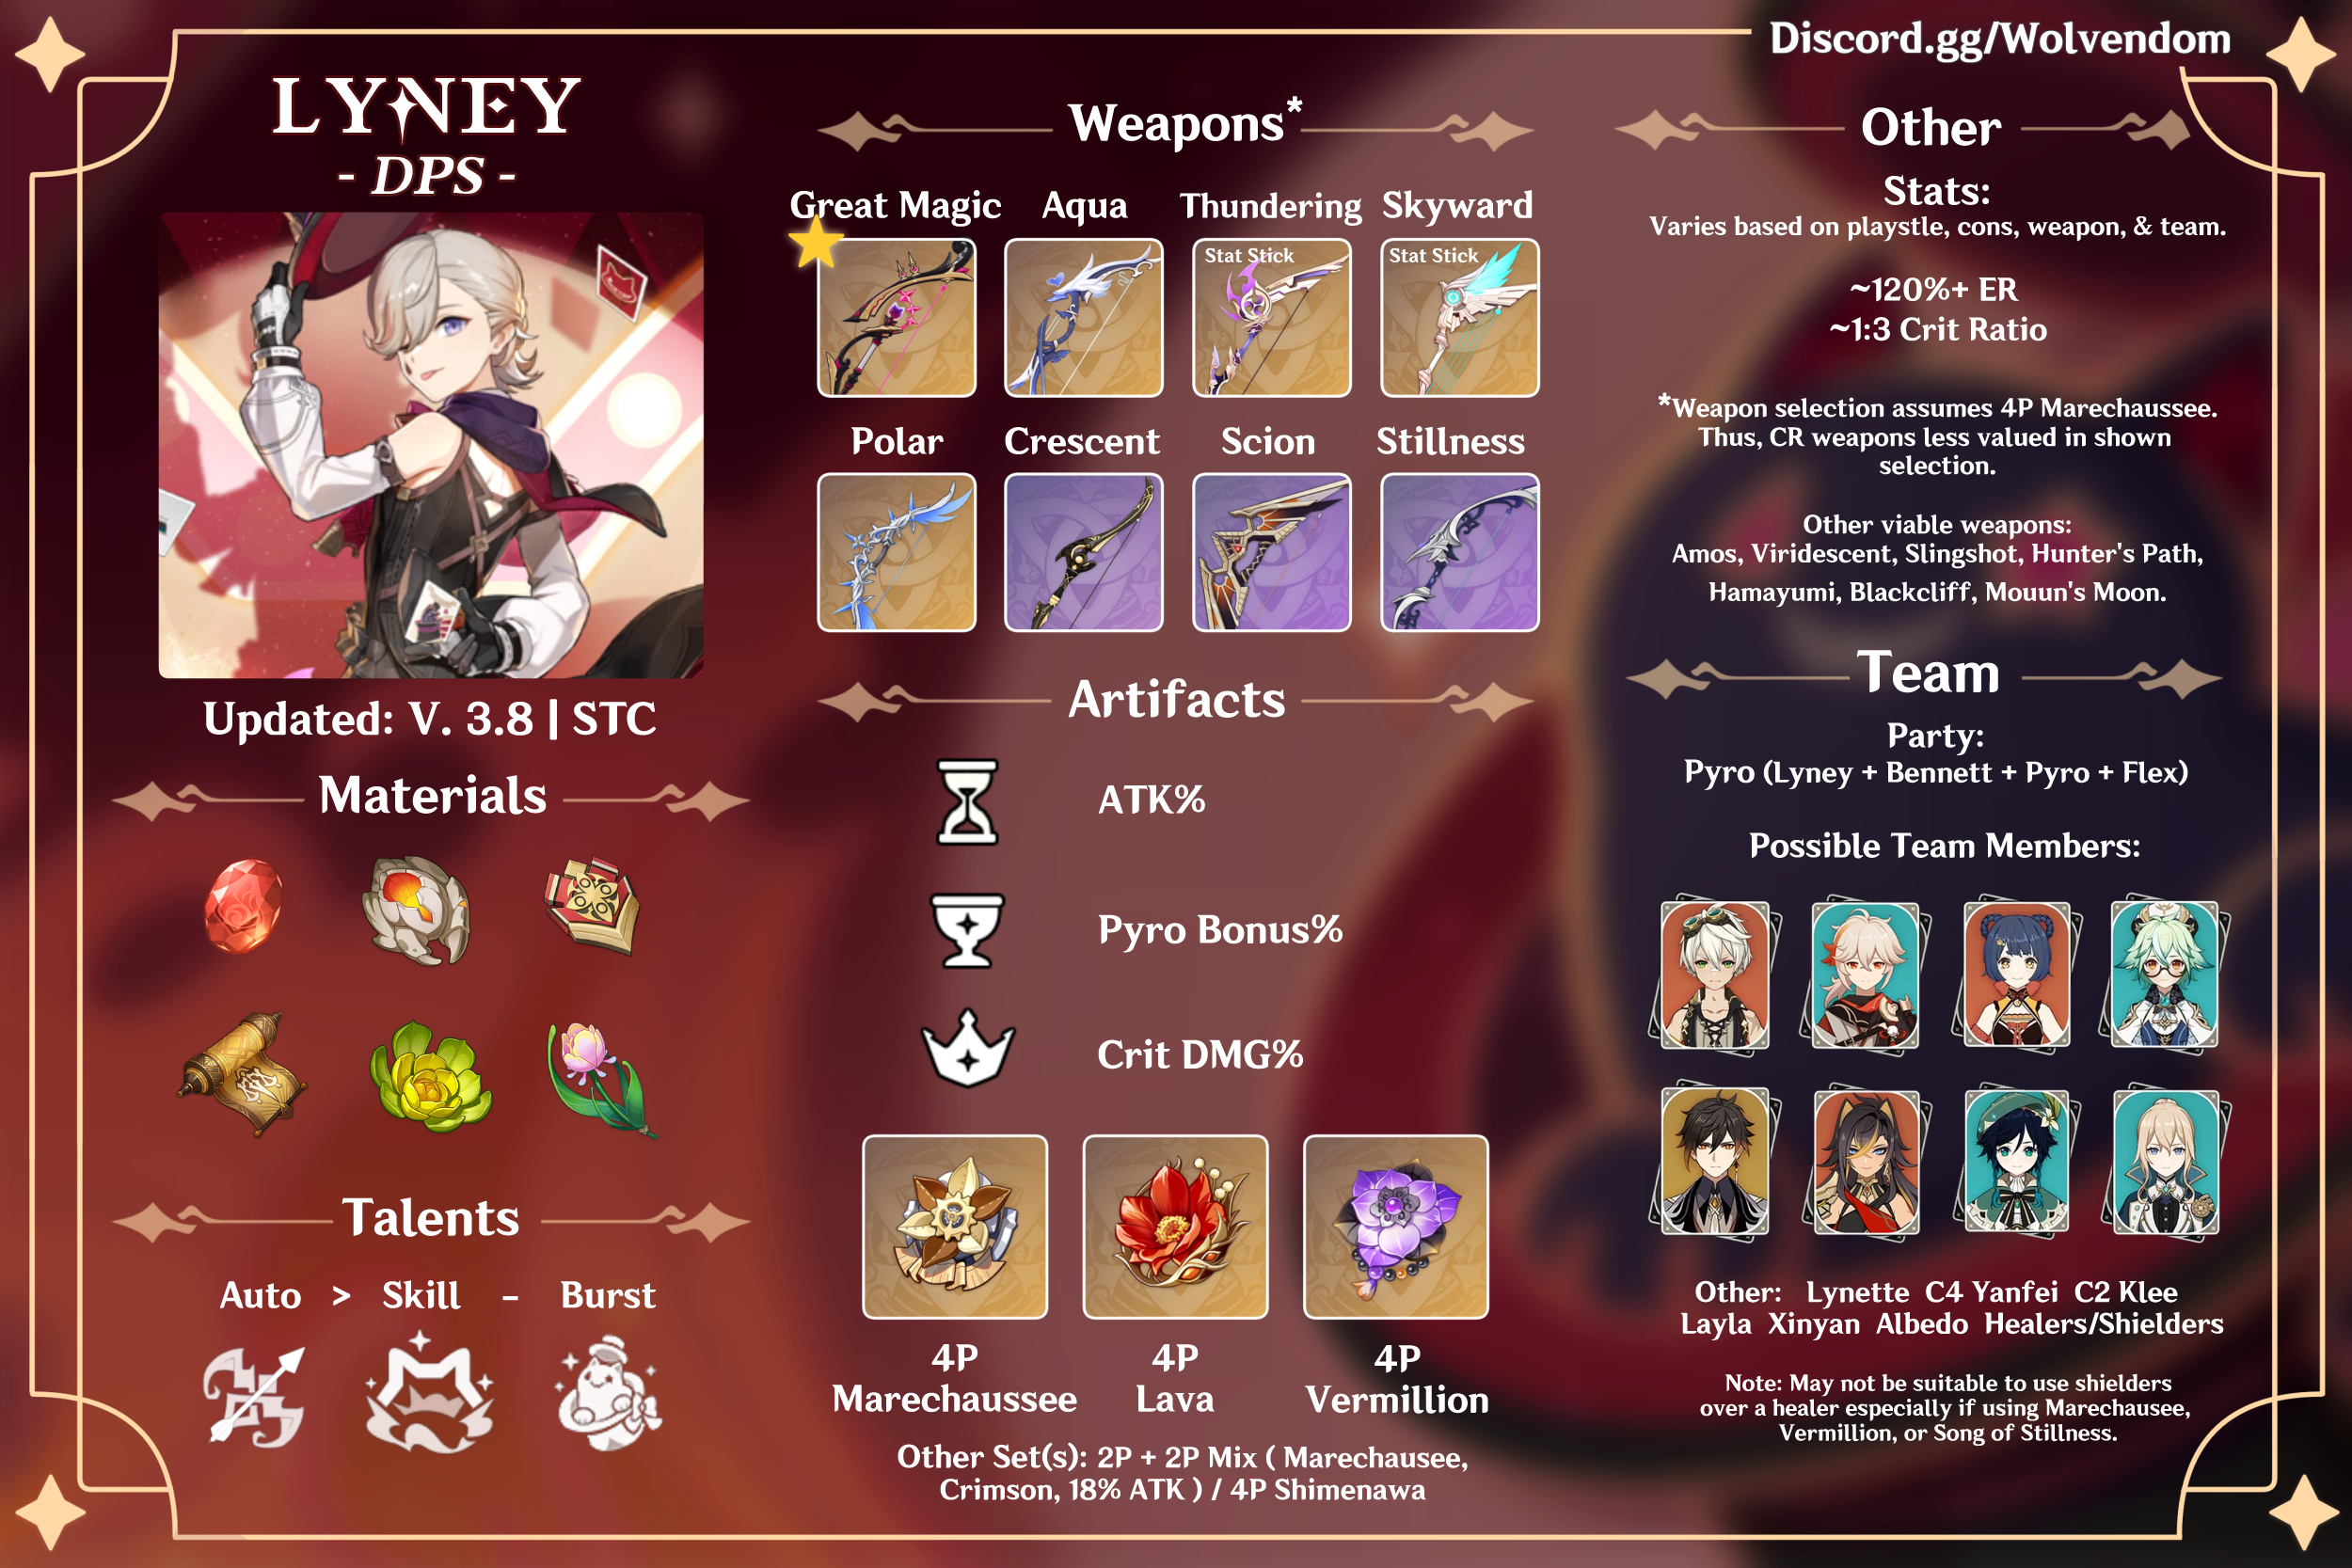 Discord.gg/Wolvendom
LYNEY
- DPS -
Updated: V. 3.8 | STC
Materials
Talents
Auto > Skill - Burst
Weapons*
Great Magic Aqua Thundering Skyward
Stat Stick Stat Stick
Polar Crescent Scion Stillness
Artifacts
ATK%
Pyro Bonus%
Crit DMG%
4P 4P 4P
Marechaussee Lava Vermillion
Other Set(s): 2P + 2P Mix ( Marechausee,
Crimson, 18% ATK ) / 4P Shimenawa
Other
Stats:
Varies based on playstle, cons, weapon, & team.
~120%+ ER
~1:3 Crit Ratio
*Weapon selection assumes 4P Marechaussee.
Thus, CR weapons less valued in shown
selection.
Other viable weapons:
Amos, Viridescent, Slingshot, Hunter's Path,
Hamayumi, Blackcliff, Mouun's Moon.
Team
Party:
Pyro (Lyney + Bennett + Pyro + Flex)
Possible Team Members:
Other: Lynette C4 Yanfei C2 Klee
Layla Xinyan Albedo Healers/Shielders
Note: May not be suitable to use shielders
over a healer especially if using Marechausee,
Vermillion, or Song of Stillness.